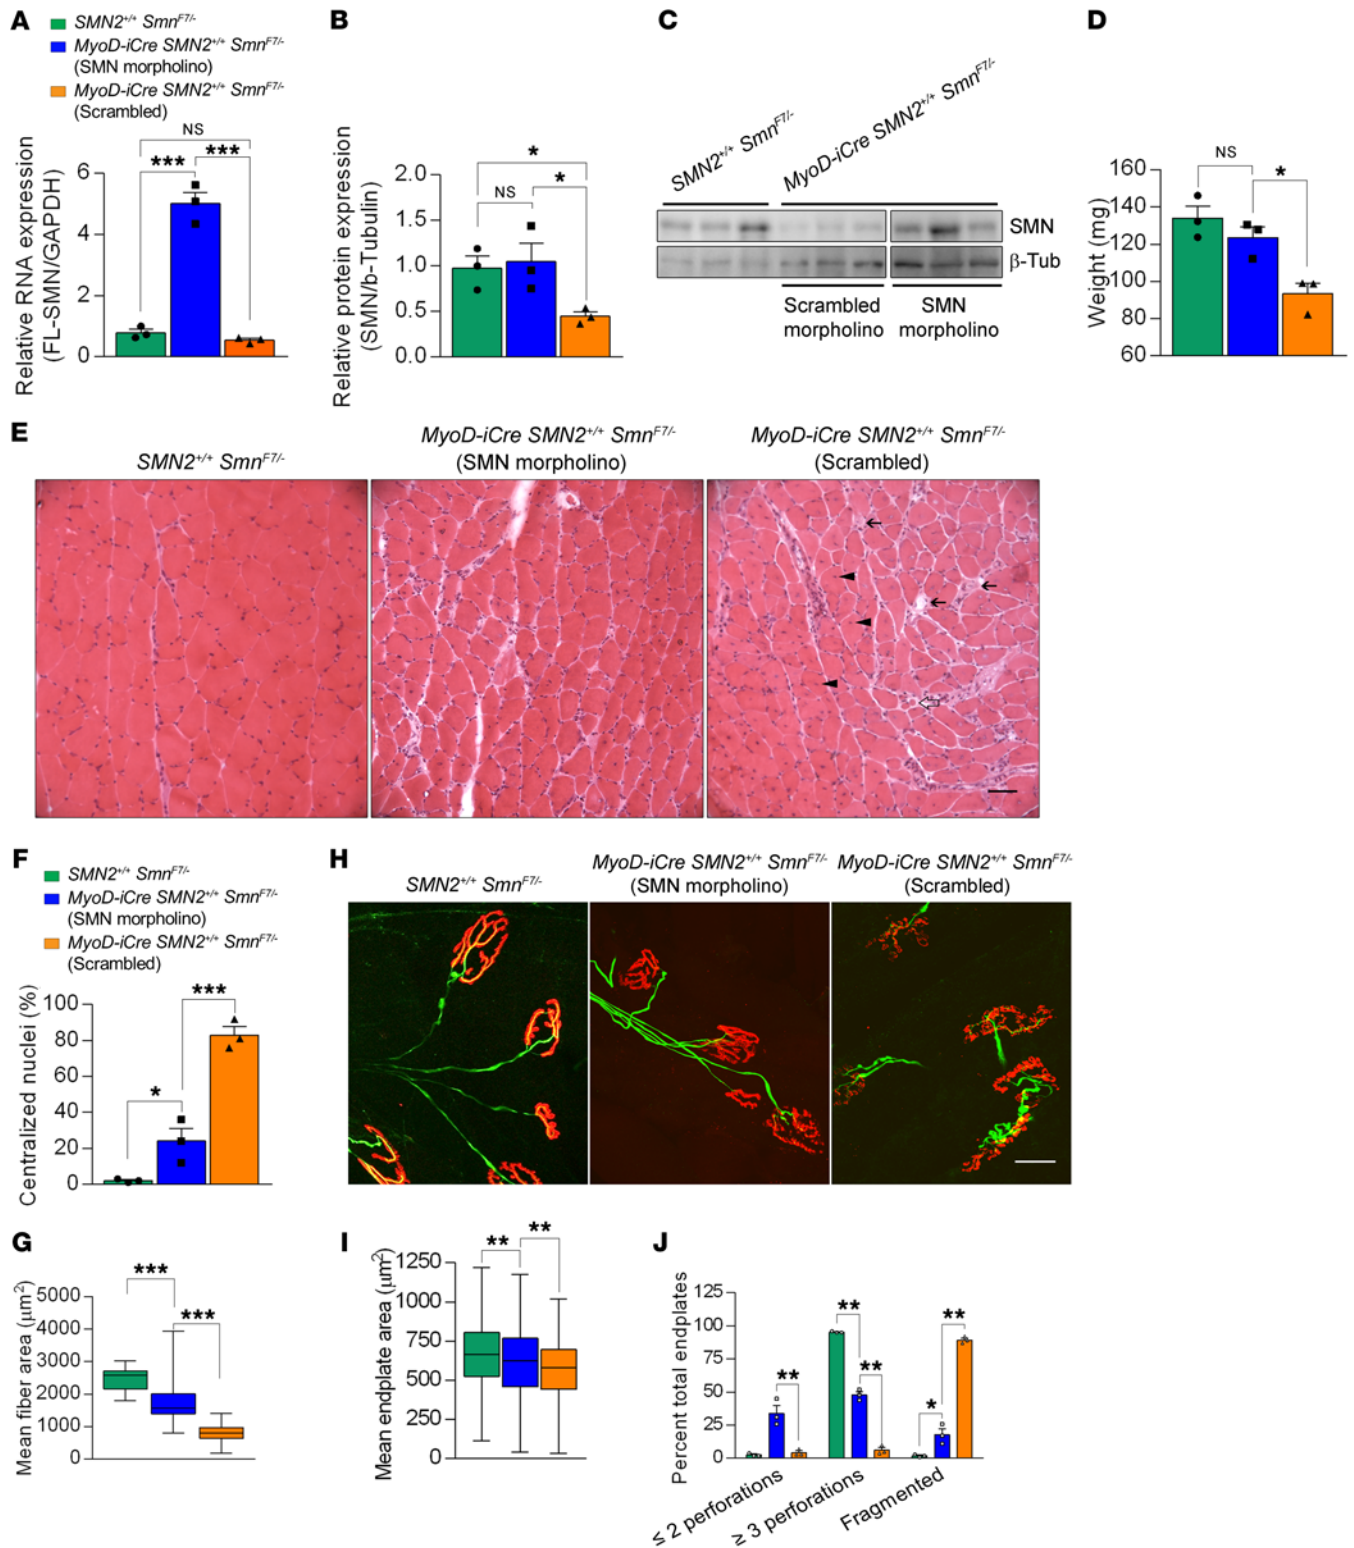 A
SMN2+/+ SmnF7/-
MyoD-iCre SMN2+/+ SmnF7/-
(SMN morpholino)
MyoD-iCre SMN2+/+ SmnF7/-
(Scrambled)
Relative RNA expression
(FL-SMN/GAPDH)
6
4
2
0
NS
***
***
B
Relative protein expression
(SMN/b-Tubulin)
2.0
1.5
1.0
0.5
0.0
*
NS
*
C
SMN2+/+ SmnF7/-
MyoD-iCre SMN2+/+ SmnF7/-
SMN
β-Tub
Scrambled
morpholino
SMN
morpholino
D
Weight (mg)
160
140
120
100
80
60
NS
*
E
SMN2+/+ SmnF7/-
MyoD-iCre SMN2+/+ SmnF7/-
(SMN morpholino)
MyoD-iCre SMN2+/+ SmnF7/-
(Scrambled)
F
SMN2+/+ SmnF7/-
MyoD-iCre SMN2+/+ SmnF7/-
(SMN morpholino)
MyoD-iCre SMN2+/+ SmnF7/-
(Scrambled)
Centralized nuclei (%)
100
80
60
40
20
0
*
***
H
SMN2+/+ SmnF7/-
MyoD-iCre SMN2+/+ SmnF7/-
(SMN morpholino)
MyoD-iCre SMN2+/+ SmnF7/-
(Scrambled)
G
Mean fiber area (μm2)
5000
4000
3000
2000
1000
0
***
***
I
Mean endplate area (μm2)
1250
1000
750
500
250
0
**
**
J
Percent total endplates
125
100
75
50
25
0
**
**
**
*
**
≤ 2 perforations
≥ 3 perforations
Fragmented